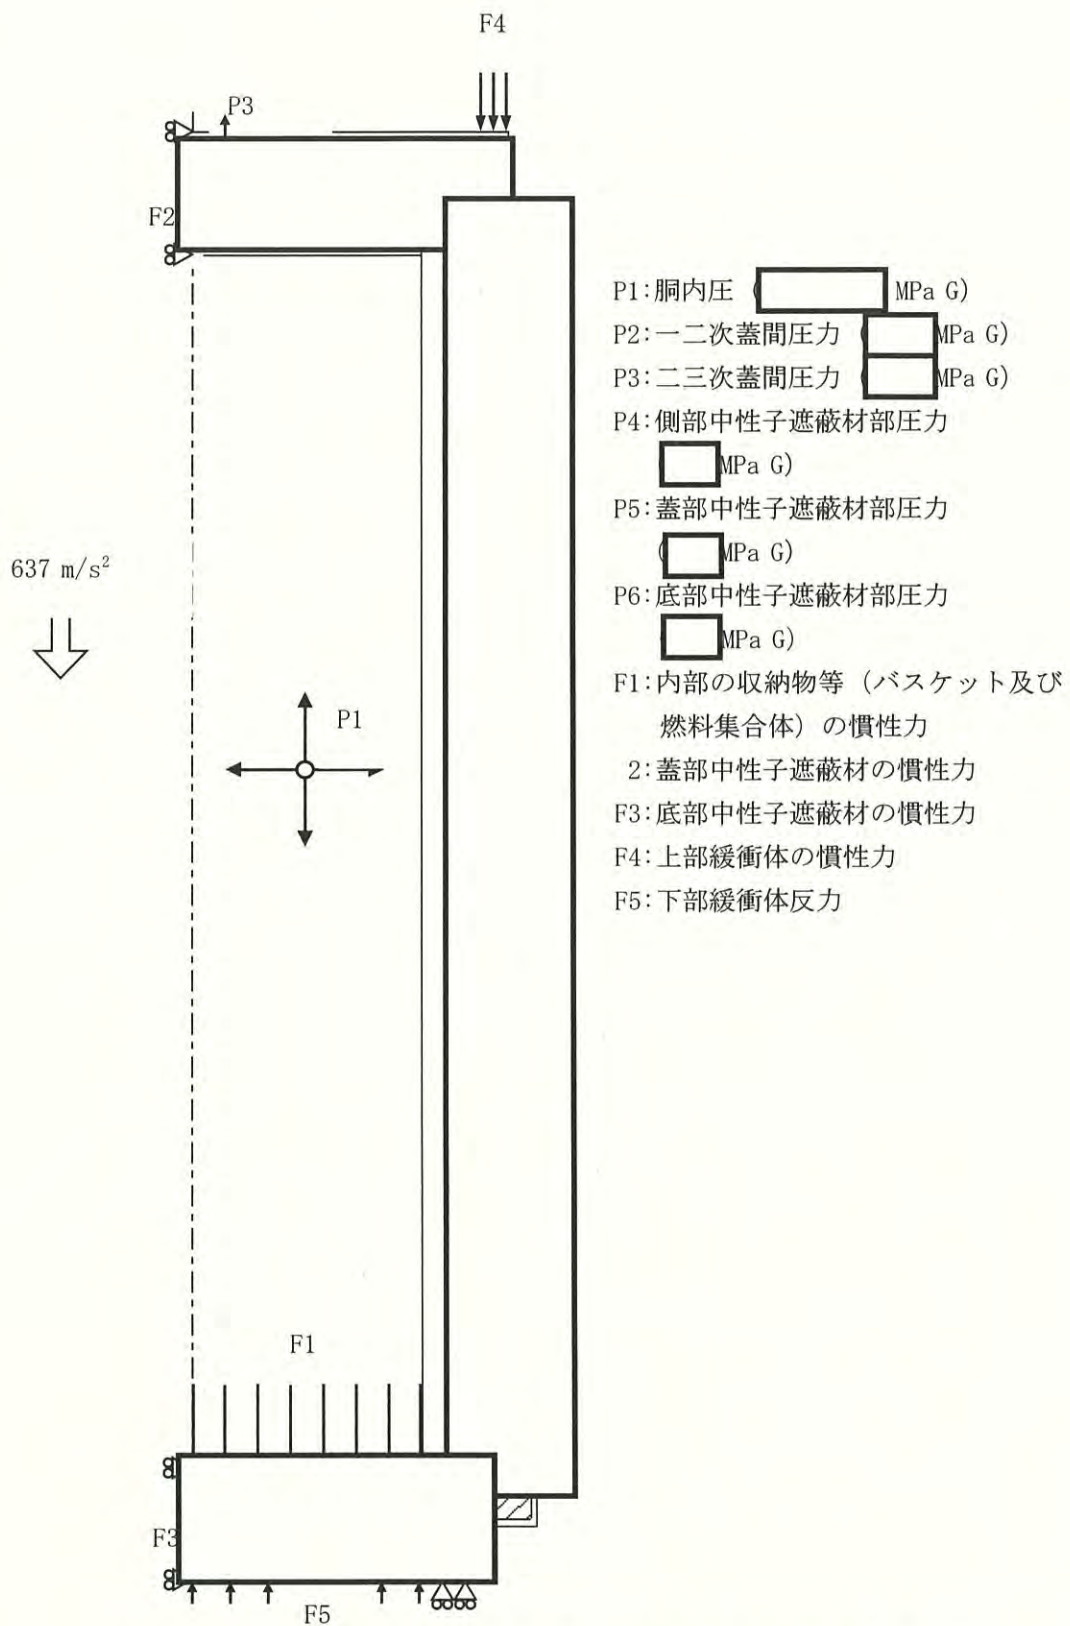 F4
P3
F2
P1:胴内圧 ( MPa G)
P2:一二次蓋間圧力 ( MPa G)
P3:二三次蓋間圧力 MPa G)
P4:側部中性子遮蔽材部圧力
MPa G)
P5:蓋部中性子遮蔽材部圧力
( MPa G)
P6:底部中性子遮蔽材部圧力
MPa G)
F1:内部の収納物等（バスケット及び
燃料集合体）の慣性力
2:蓋部中性子遮蔽材の慣性力
F3:底部中性子遮蔽材の慣性力
F4:上部緩衝体の慣性力
F5:下部緩衝体反力
637 m/s²
P1
F1
F3
F5